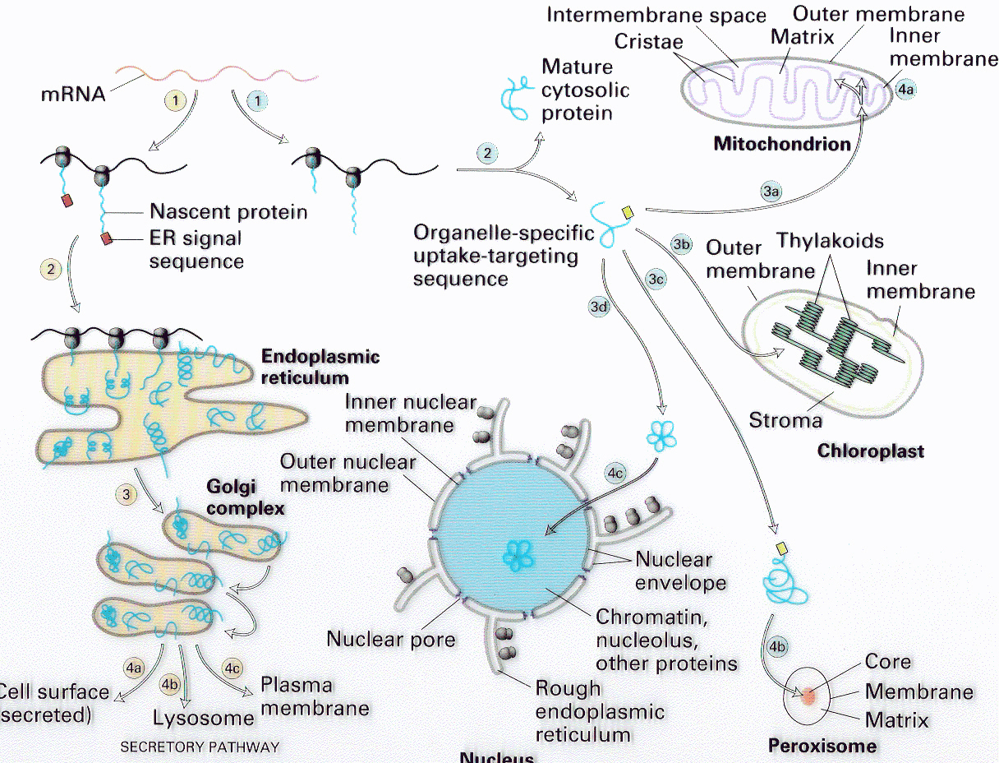 Intermembrane space
Outer membrane
Cristae
Matrix
Inner
membrane
Mature
cytosolic
protein
mRNA
1
1
4a
Mitochondrion
2
3a
Nascent protein
ER signal
sequence
Organelle-specific
uptake-targeting
sequence
3b
Outer
membrane
Thylakoids
Inner
membrane
2
3c
3d
Endoplasmic
reticulum
Inner nuclear
membrane
Stroma
Chloroplast
Outer nuclear
membrane
4c
3
Golgi
complex
Nuclear
envelope
Chromatin,
nucleolus,
other proteins
Nuclear pore
4a
4b
4c
Cell surface
secreted)
Lysosome
Plasma
membrane
SECRETORY PATHWAY
Rough
endoplasmic
reticulum
Nucleus
4b
Core
Membrane
Matrix
Peroxisome